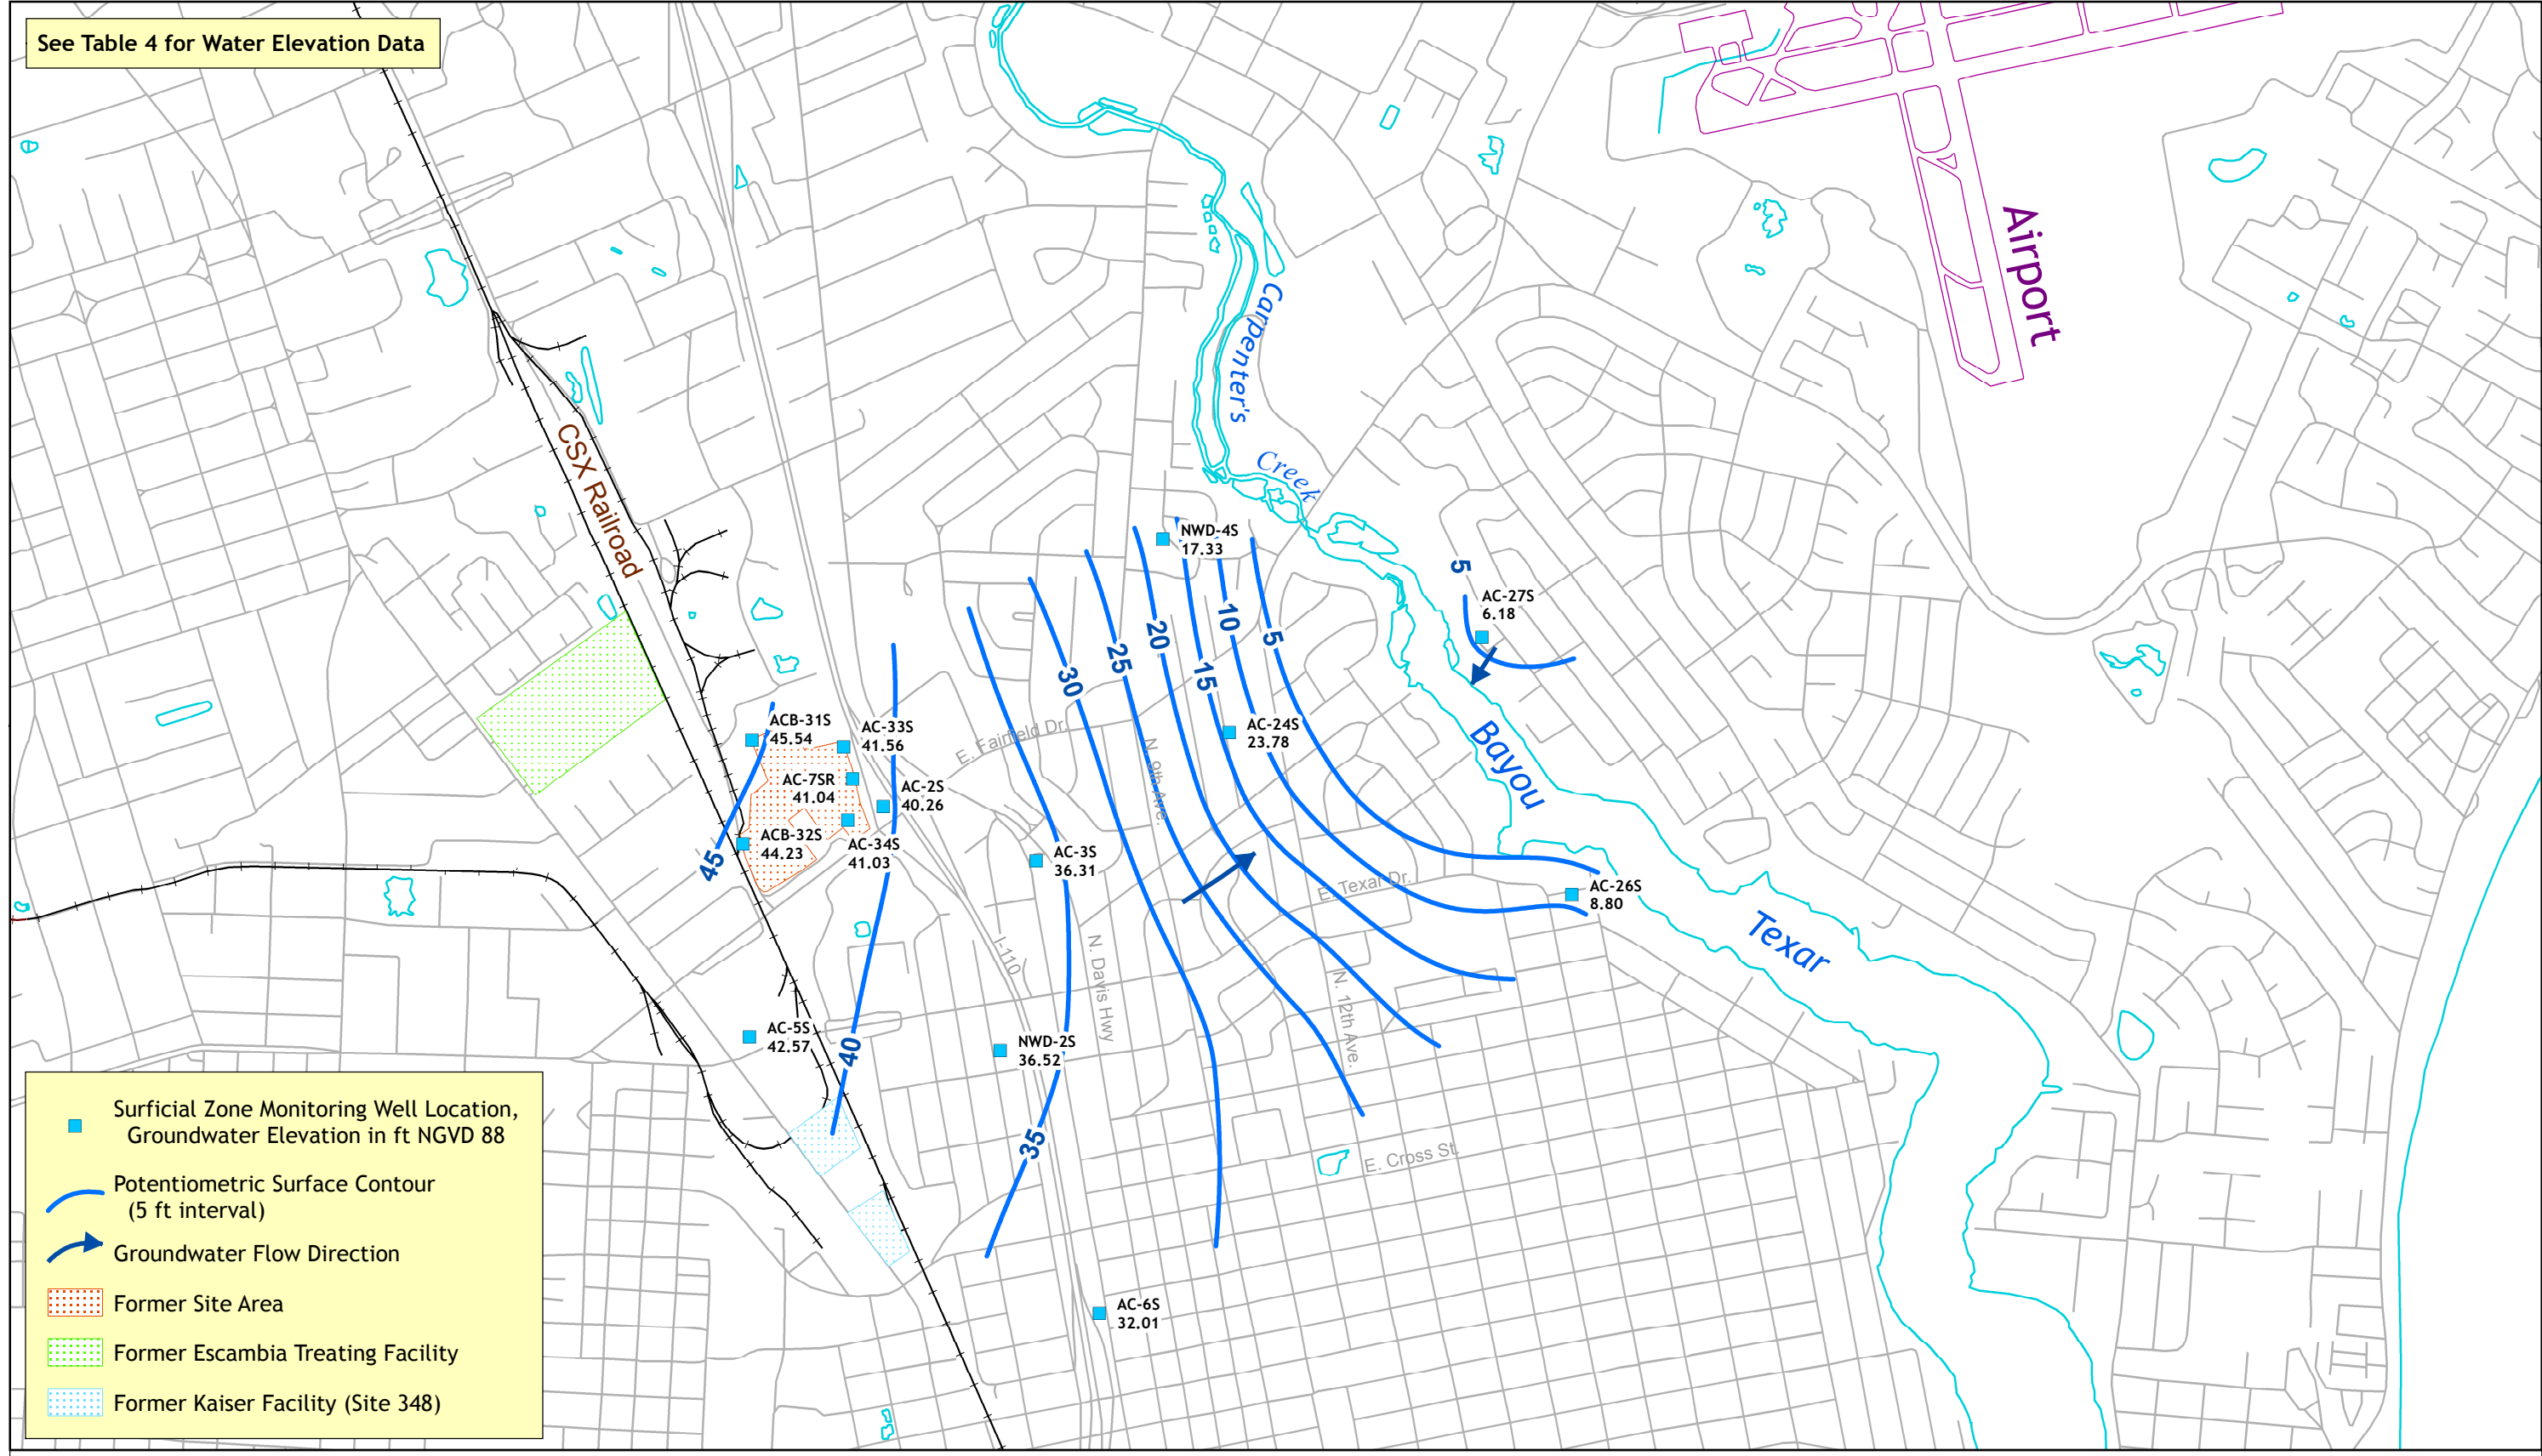 See Table 4 for Water Elevation Data
Airport
Carpenter's
Creek
CSX Railroad
NWD-4S
17.33
5
AC-27S
6.18
10
5
20
25
15
30
ACB-31S
45.54
AC-33S
41.56
E. Fairfield Dr.
N. 9th Ave.
AC-24S
23.78
Bayou
AC-7SR
41.04
AC-2S
40.26
ACB-32S
44.23
AC-34S
41.03
45
AC-3S
36.31
E. Texar Dr.
AC-26S
8.80
Texar
I-110
N. Davis Hwy
N. 12th Ave.
AC-5S
42.57
40
NWD-2S
36.52
35
E. Cross St.
AC-6S
32.01
Surficial Zone Monitoring Well Location,
Groundwater Elevation in ft NGVD 88
Potentiometric Surface Contour
(5 ft interval)
Groundwater Flow Direction
Former Site Area
Former Escambia Treating Facility
Former Kaiser Facility (Site 348)